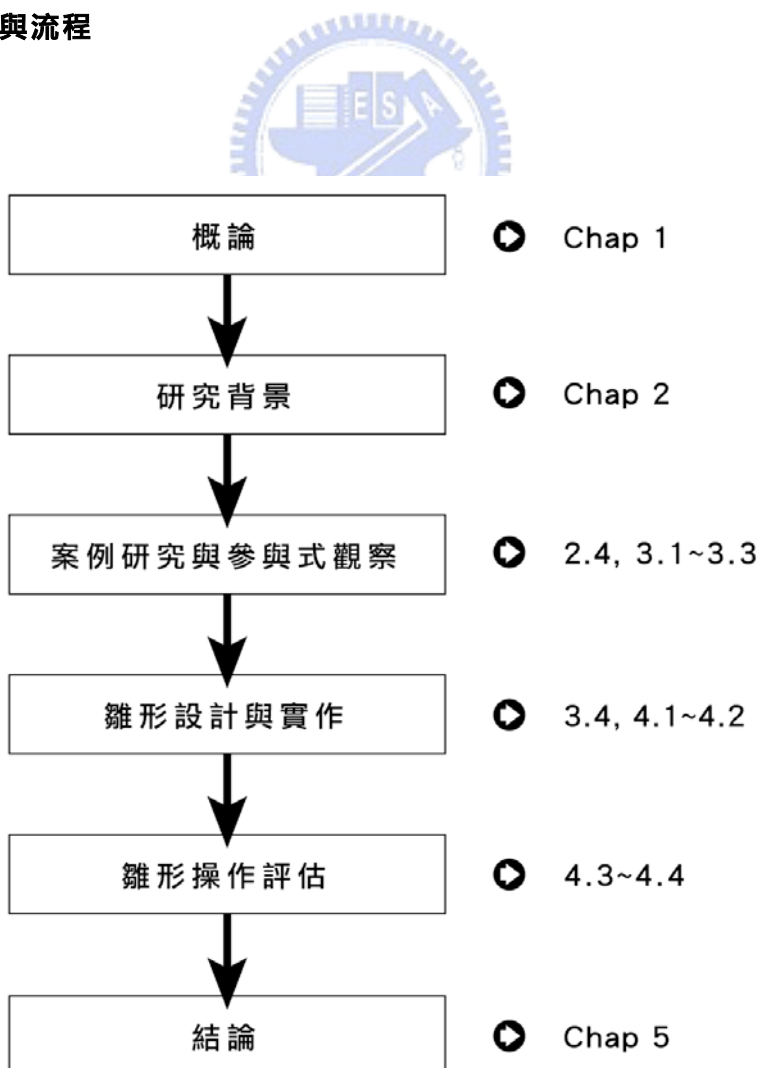 與流程
ESA
概論 Chap 1
研究背景 Chap 2
案例研究與參與式觀察 2.4, 3.1~3.3
雛形設計與實作 3.4, 4.1~4.2
雛形操作評估 4.3~4.4
結論 Chap 5